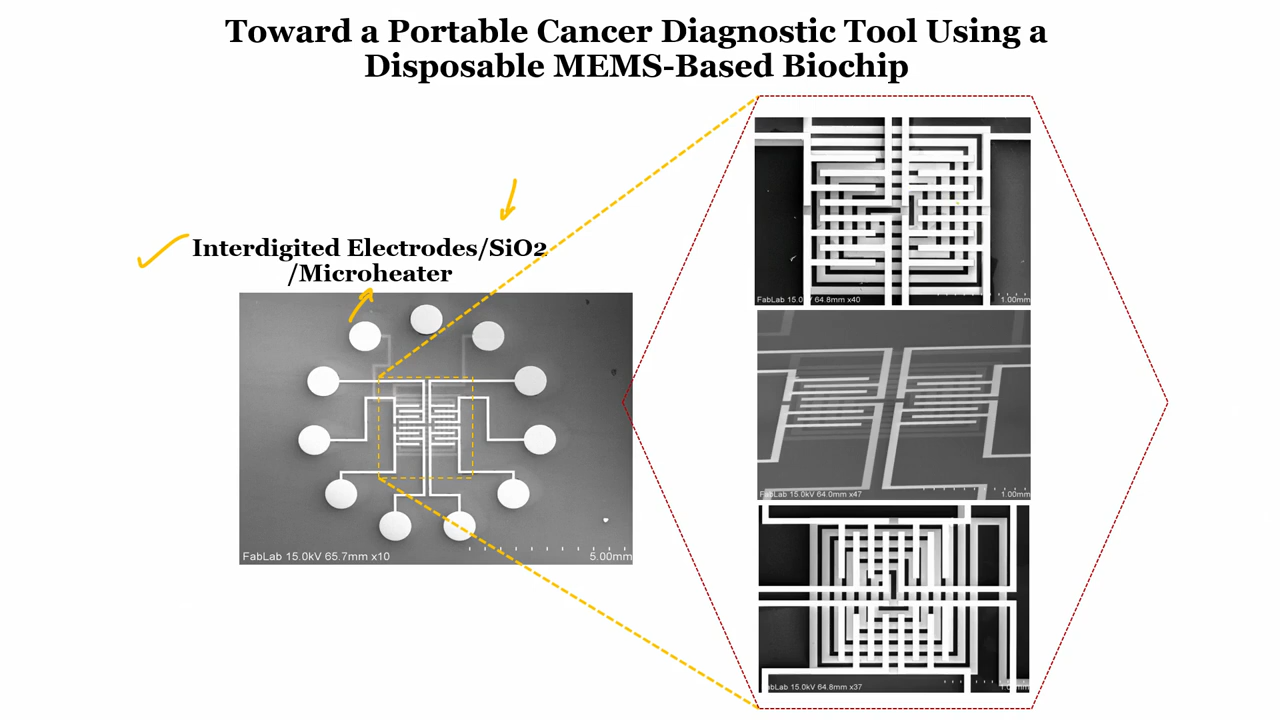 Toward a Portable Cancer Diagnostic Tool Using a
Disposable MEMS-Based Biochip
Interdigited Electrodes/SiO2
/Microheater
FabLab 15.0kV 65.7mm x10 5.00mm
FabLab 15.0kV 64.8mm x40 1.00mm
FabLab 15.0kV 64.0mm x47 1.00mm
FabLab 15.0kV 64.8mm x37 1.00mm